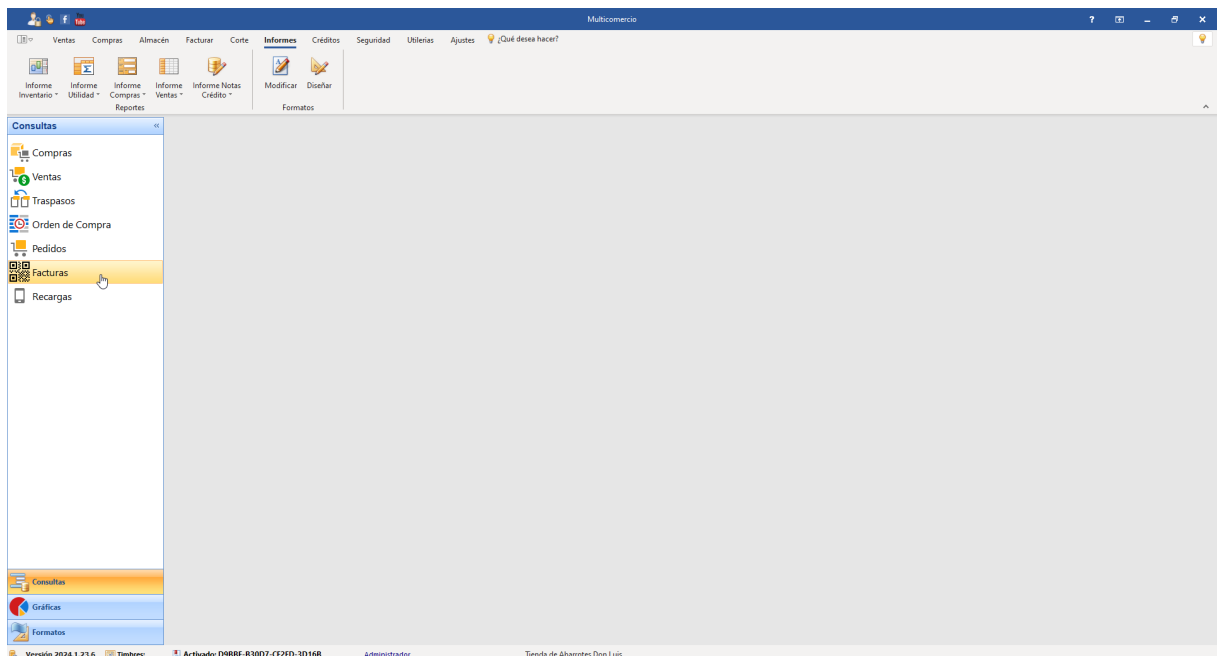 Multicomercio
Ventas Compras Almacén Facturar Corte Informes Créditos Seguridad Utilerias Ajustes ¿Qué desea hacer?
Informe Inventario
Informe Utilidad
Informe Compras
Informe Ventas
Informe Notas Crédito
Modificar
Diseñar
Reportes
Formatos
Consultas
Compras
Ventas
Traspasos
Orden de Compra
Pedidos
Facturas
Recargas
Consultas
Gráficas
Formatos
Versión 2024.1.23.6 Timbres: Activado: D9BBE-B30D7-CF2FD-3D16B Administrador Tienda de Abarrotes Don Luis